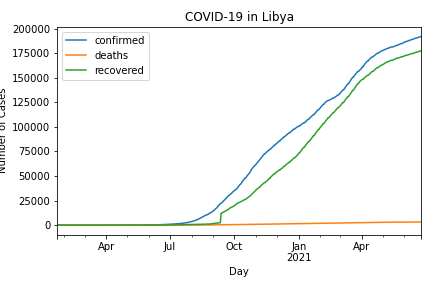 COVID-19 in Libya
confirmed
deaths
recovered
200000
175000
150000
125000
100000
75000
50000
25000
0
Number of Cases
Apr
Jul
Oct
Jan
2021
Apr
Day